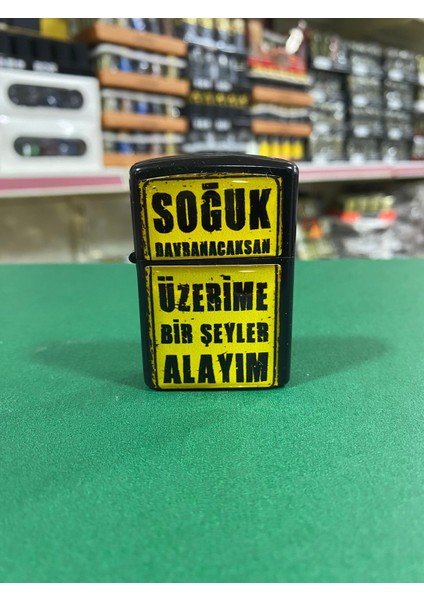 SOĞUK
DAVRANACAKSAN
ÜZERİME
BİR ŞEYLER
ALAYIM